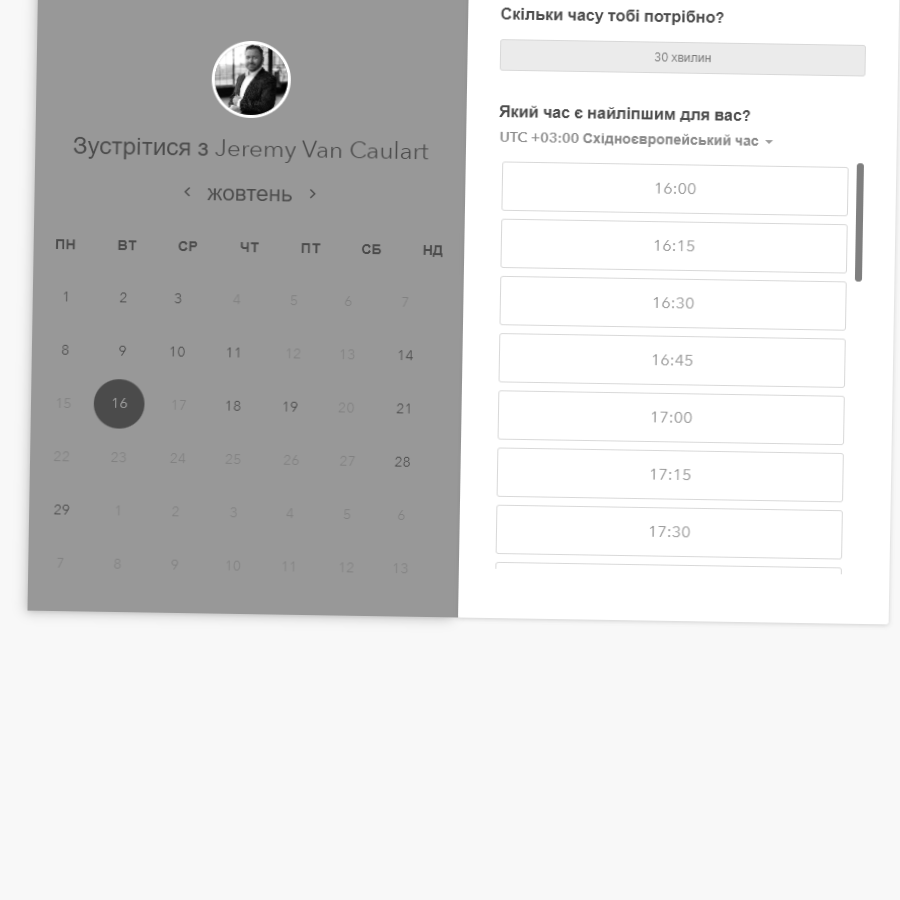 Зустрітися з Jeremy Van Caulart
жовтень
ПН ВТ СР ЧТ ПТ СБ НД
1 2 3 4 5 6 7
8 9 10 11 12 13 14
15 16 17 18 19 20 21
22 23 24 25 26 27 28
29 1 2 3 4 5 6
7 8 9 10 11 12 13
Скільки часу тобі потрібно?
30 хвилин
Який час є найліпшим для вас?
UTC +03:00 Східноєвропейський час
16:00
16:15
16:30
16:45
17:00
17:15
17:30